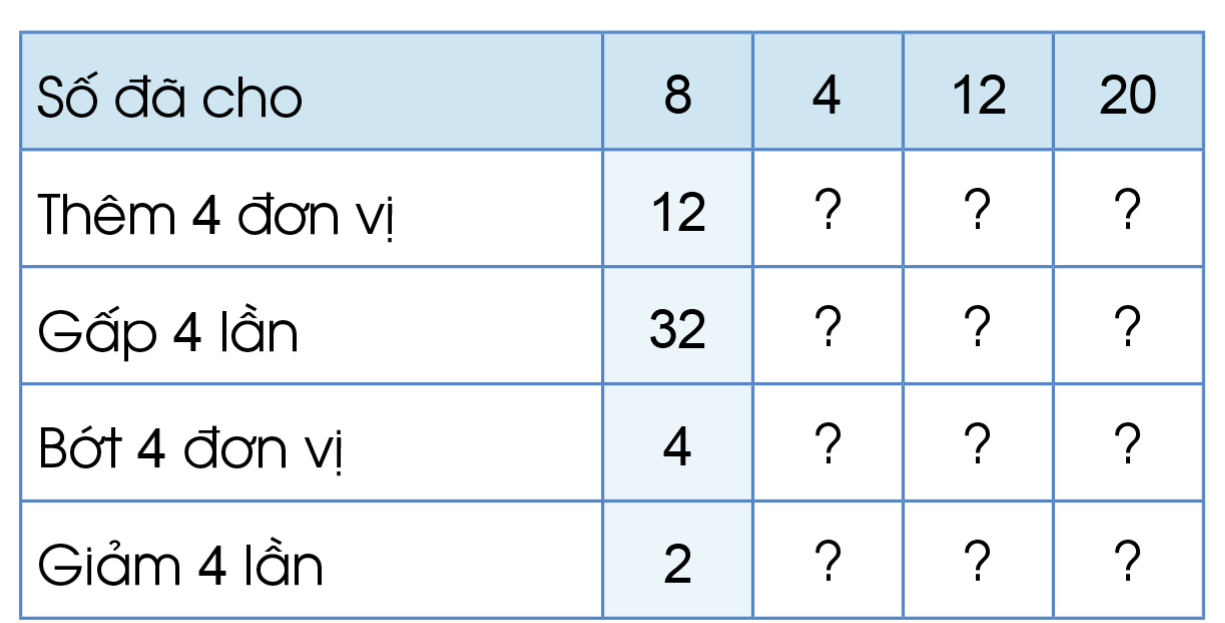 Số đã cho 8 4 12 20
Thêm 4 đơn vị 12 ? ? ?
Gấp 4 lần 32 ? ? ?
Bớt 4 đơn vị 4 ? ? ?
Giảm 4 lần 2 ? ? ?